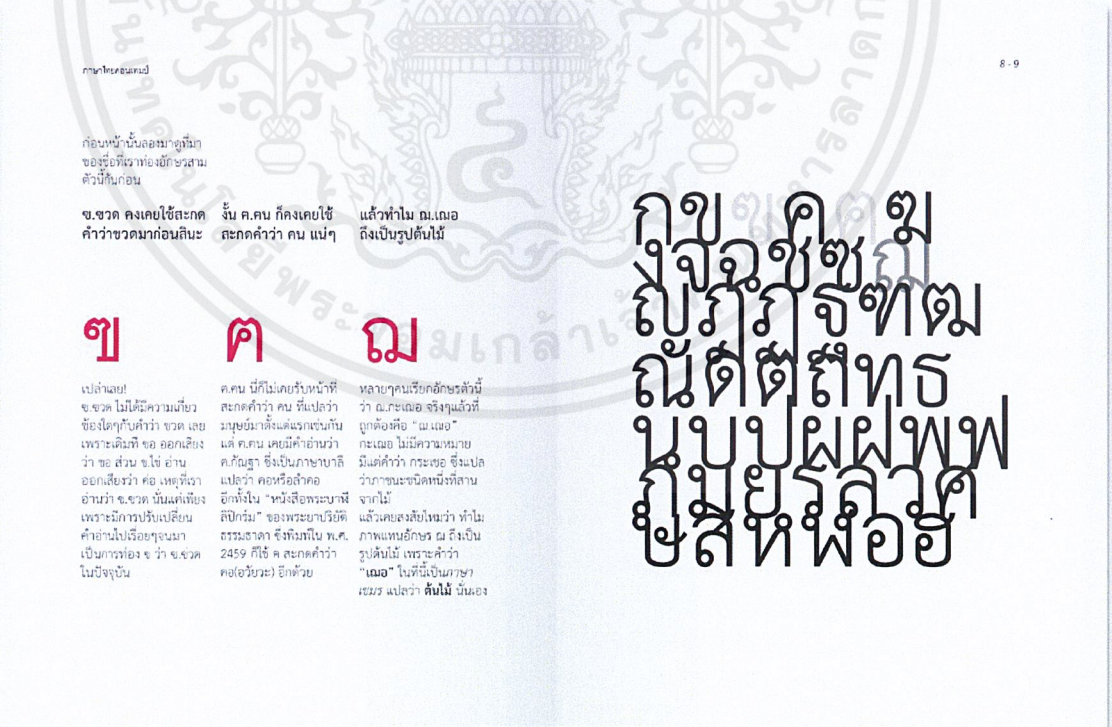 ภาษาไทยคอนเทมป์
8-9
ก่อนหน้านั้นลองมาดูที่มา
ของชื่อที่เราท่องอักษรสาม
ตัวนี้กันก่อน
ฃ.ขวด คงเคยใช้สะกด
คำว่าขวดมาก่อนสินะ
งั้น ฅ.คน ก็คงเคยใช้
สะกดคำว่า คน แน่ๆ
แล้วทำไม ฌ.เฌอ
ถึงเป็นรูปต้นไม้
ฃ
เปล่าเลย!
ฃ.ขวด ไม่ได้มีความเกี่ยว
ข้องใดๆกับคำว่า ขวด เลย
เพราะเดิมที ขอ ออกเสียง
ว่า ขอ ส่วน ข.ไข่ อ่าน
ออกเสียงว่า ค่อ เหตุที่เรา
อ่านว่า ฃ.ขวด นั่นแค่เพียง
เพราะมีการปรับเปลี่ยน
คำอ่านไปเรื่อยๆจนมา
เป็นการท่อง ฃ ว่า ฃ.ขวด
ในปัจจุบัน
ฅ
ฅ.คน นี่ก็ไม่เคยรับหน้าที่
สะกดคำว่า คน ที่แปลว่า
มนุษย์มาตั้งแต่แรกเช่นกัน
แต่ ฅ.คน เคยมีคำอ่านว่า
ฅ.กัณฐา ซึ่งเป็นภาษาบาลี
แปลว่า คอหรือลำคอ
อีกทั้งใน "หนังสือพระบาฬี
ลิปิกรม" ของพระยาปริยัติ
ธรรมธาดา ซึ่งพิมพ์ใน พ.ศ.
2459 ก็ใช้ ฅ สะกดคำว่า
ฅอ(อวัยวะ) อีกด้วย
ฌ
หลายๆคนเรียกอักษรตัวนี้
ว่า ฌ.กะเฌอ จริงๆแล้วที่
ถูกต้องคือ "ฌ.เฌอ"
กะเฌอ ไม่มีความหมาย
มีแต่คำว่า กระเชอ ซึ่งแปล
ว่าภาชนะชนิดหนึ่งที่สาน
จากไม้
แล้วเคยสงสัยไหมว่า ทำไม
ภาพแทนอักษร ฌ ถึงเป็น
รูปต้นไม้ เพราะคำว่า
"เฌอ" ในที่นี้เป็นภาษา
เขมร แปลว่า ต้นไม้ นั่นเอง
กขฃคฅฆ
งจฉชซฌ
ญฎฏฐฑฒ
ณดตถทธ
นบปผฝพฟ
ภมยรลวศ
ษสหฬอฮ